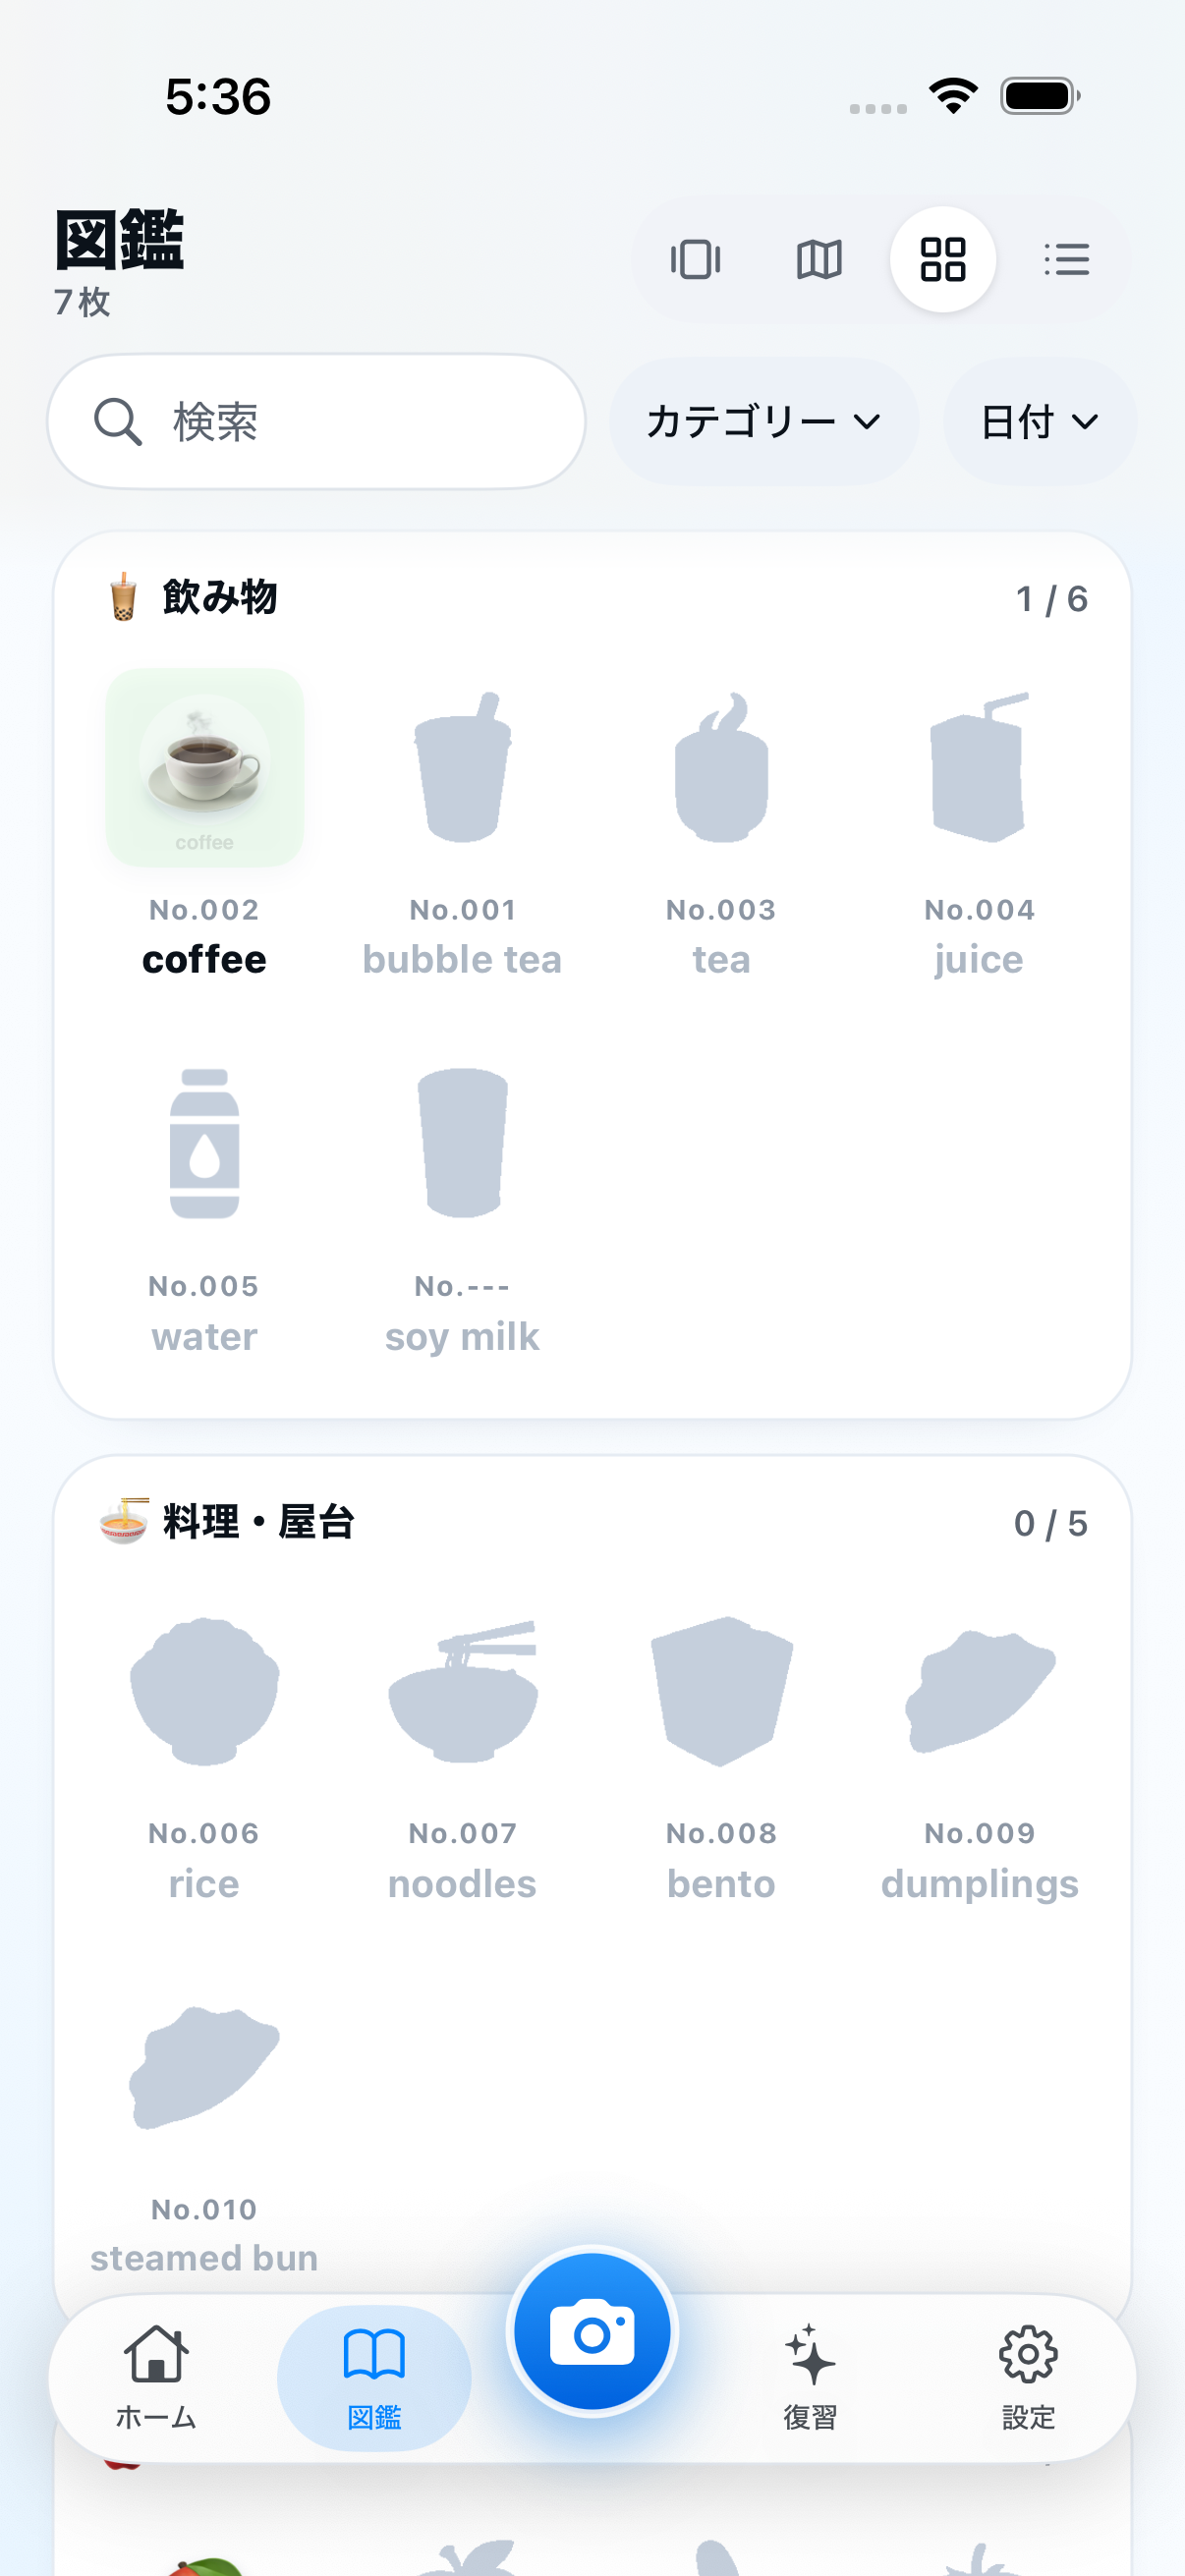 5:36
図鑑
7枚
検索
カテゴリー
日付
飲み物
1 / 6
coffee
No.002
No.001
No.003
No.004
coffee
bubble tea
tea
juice
No.005
No.---
water
soy milk
料理・屋台
0 / 5
No.006
No.007
No.008
No.009
rice
noodles
bento
dumplings
No.010
steamed bun
ホーム
図鑑
復習
設定